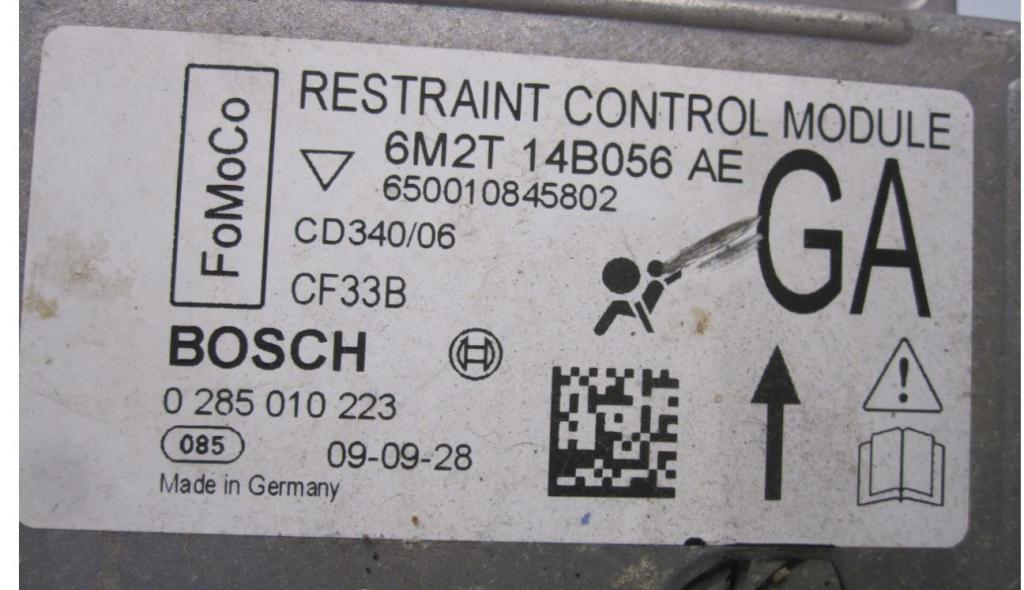 RESTRAINT CONTROL MODULE
FoMoCo
6M2T 14B056 AE
650010845802
GA
CD340/06
CF33B
BOSCH
0 285 010 223
085
09-09-28
Made in Germany